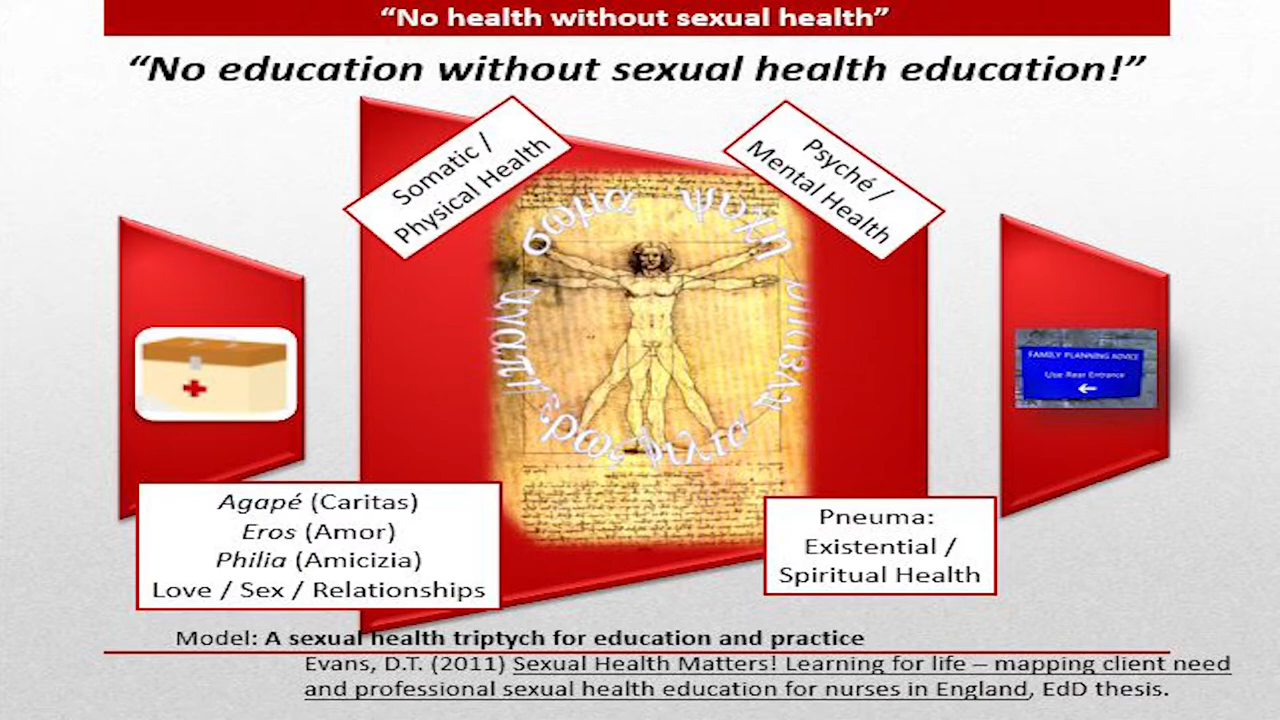 “No health without sexual health”
“No education without sexual health education!”
Somatic /
Physical Health
Psyché /
Mental Health
σωμα ψυχη
αγαπη
έρως φιλια
FAMILY PLANNING ADVICE
Use Rear Entrance
Agapé (Caritas)
Eros (Amor)
Philia (Amicizia)
Love / Sex / Relationships
Pneuma:
Existential /
Spiritual Health
Model: A sexual health triptych for education and practice
Evans, D.T. (2011) Sexual Health Matters! Learning for life – mapping client need
and professional sexual health education for nurses in England, EdD thesis.